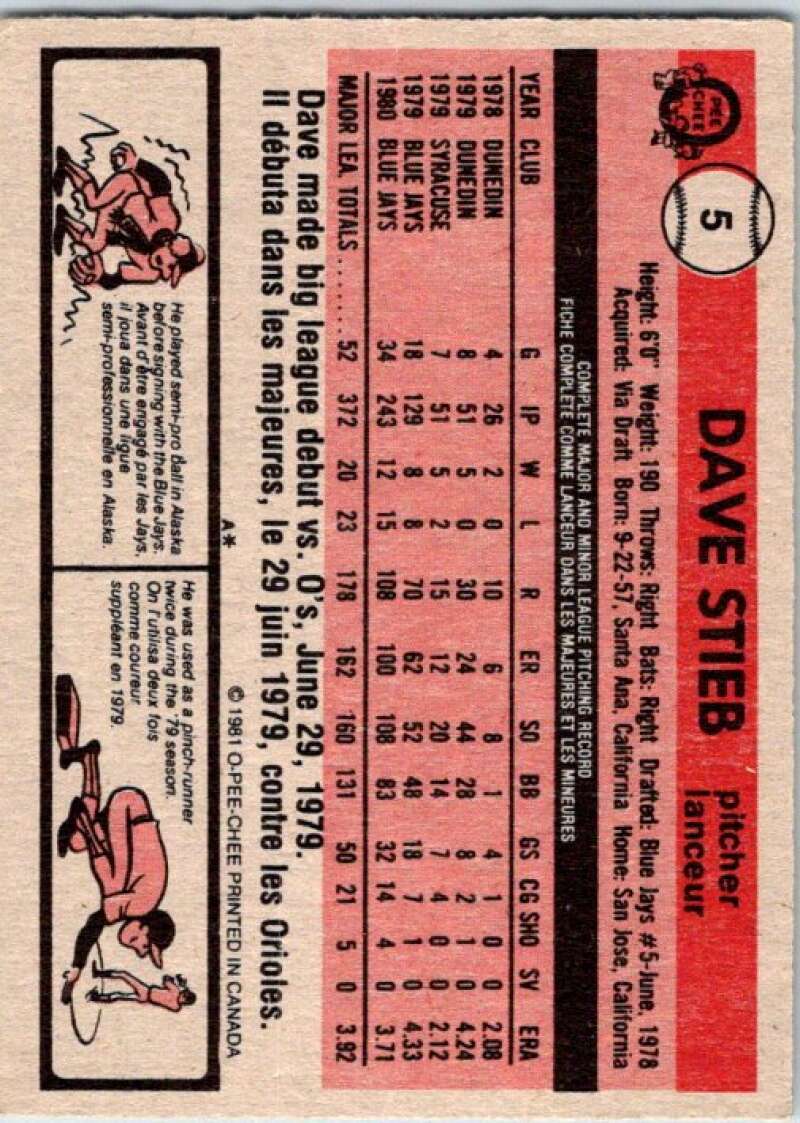 O PEE CHEE
5
DAVE STIEB
pitcher
lanceur
Height: 6'0" Weight: 190 Throws: Right Bats: Right Drafted: Blue Jays #5-June, 1978
Acquired: Via Draft Born: 9-22-57, Santa Ana, California Home: San Jose, California
COMPLETE MAJOR AND MINOR LEAGUE PITCHING RECORD
FICHE COMPLÈTE COMME LANCEUR DANS LES MAJEURES ET LES MINEURES
YEAR CLUB G IP W L R ER SO BB GS CG SHO SV ERA
1978 DUNEDIN 4 26 2 0 10 6 8 1 4 1 0 0 2.08
1979 DUNEDIN 8 51 5 0 30 24 44 28 8 2 1 0 4.24
1979 SYRACUSE 7 51 5 2 15 12 20 14 7 4 0 0 2.12
1979 BLUE JAYS 18 129 8 8 70 62 52 48 18 7 1 0 4.33
1980 BLUE JAYS 34 243 12 15 108 100 108 83 32 14 4 0 3.71
MAJOR LEA. TOTALS ....... 52 372 20 23 178 162 160 131 50 21 5 0 3.92
Dave made big league debut vs. O's, June 29, 1979.
Il débuta dans les majeures, le 29 juin 1979, contre les Orioles.
A* © 1981 O-PEE-CHEE PRINTED IN CANADA
He played semi-pro ball in Alaska
before signing with the Blue Jays.
Avant d'être engagé par les Jays,
il joua dans une ligue
semi-professionnelle en Alaska.
He was used as a pinch-runner
twice during the '79 season.
On l'utilisa deux fois
comme coureur
suppléant en 1979.